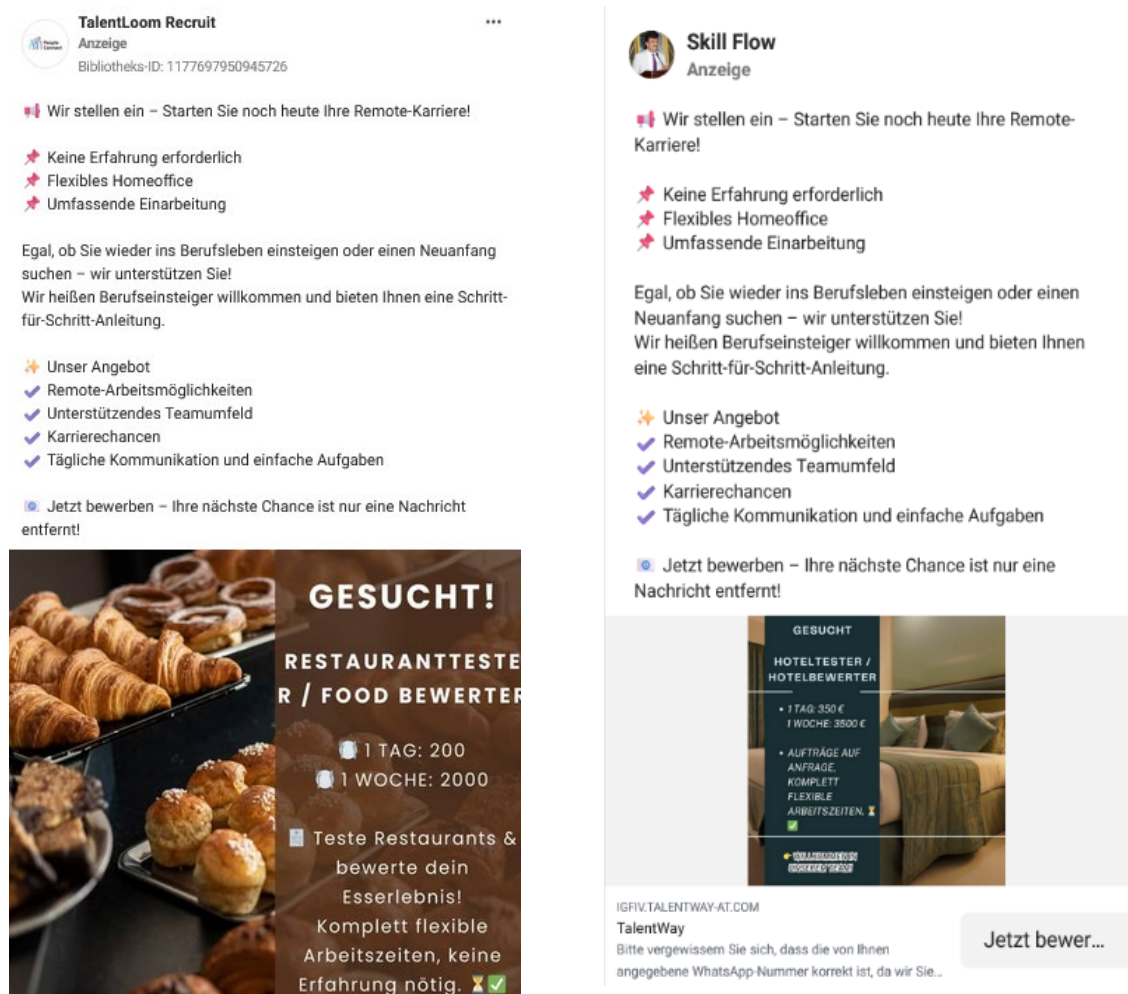 TalentLoom Recruit
Anzeige
Bibliotheks-ID: 1177697950945726
📢 Wir stellen ein – Starten Sie noch heute Ihre Remote-Karriere!
📌 Keine Erfahrung erforderlich
📌 Flexibles Homeoffice
📌 Umfassende Einarbeitung
Egal, ob Sie wieder ins Berufsleben einsteigen oder einen Neuanfang
suchen – wir unterstützen Sie!
Wir heißen Berufseinsteiger willkommen und bieten Ihnen eine Schritt-
für-Schritt-Anleitung.
✨ Unser Angebot
✔ Remote-Arbeitsmöglichkeiten
✔ Unterstützendes Teamumfeld
✔ Karrierechancen
✔ Tägliche Kommunikation und einfache Aufgaben
📧 Jetzt bewerben – Ihre nächste Chance ist nur eine Nachricht
entfernt!
GESUCHT!
RESTAURANTTESTE
R / FOOD BEWERTER
🍽 1 TAG: 200
🍽 1 WOCHE: 2000
🧾 Teste Restaurants &
bewerte dein
Esserlebnis!
Komplett flexible
Arbeitszeiten, keine
Erfahrung nötig. ⏳✅
Skill Flow
Anzeige
📢 Wir stellen ein – Starten Sie noch heute Ihre Remote-
Karriere!
📌 Keine Erfahrung erforderlich
📌 Flexibles Homeoffice
📌 Umfassende Einarbeitung
Egal, ob Sie wieder ins Berufsleben einsteigen oder einen
Neuanfang suchen – wir unterstützen Sie!
Wir heißen Berufseinsteiger willkommen und bieten Ihnen
eine Schritt-für-Schritt-Anleitung.
✨ Unser Angebot
✔ Remote-Arbeitsmöglichkeiten
✔ Unterstützendes Teamumfeld
✔ Karrierechancen
✔ Tägliche Kommunikation und einfache Aufgaben
📧 Jetzt bewerben – Ihre nächste Chance ist nur eine
Nachricht entfernt!
GESUCHT
HOTELTESTER /
HOTELBEWERTER
• 1 TAG: 350 €
1 WOCHE: 3500 €
• AUFTRÄGE AUF
ANFRAGE,
KOMPLETT
FLEXIBLE
ARBEITSZEITEN. ⏳
✅
👉 WILLKOMMEN IN
UNSEREM TEAM!
IGFIV.TALENTWAY-AT.COM
TalentWay
Bitte vergewissern Sie sich, dass die von Ihnen
angegebene WhatsApp-Nummer korrekt ist, da wir Sie...
Jetzt bewer...